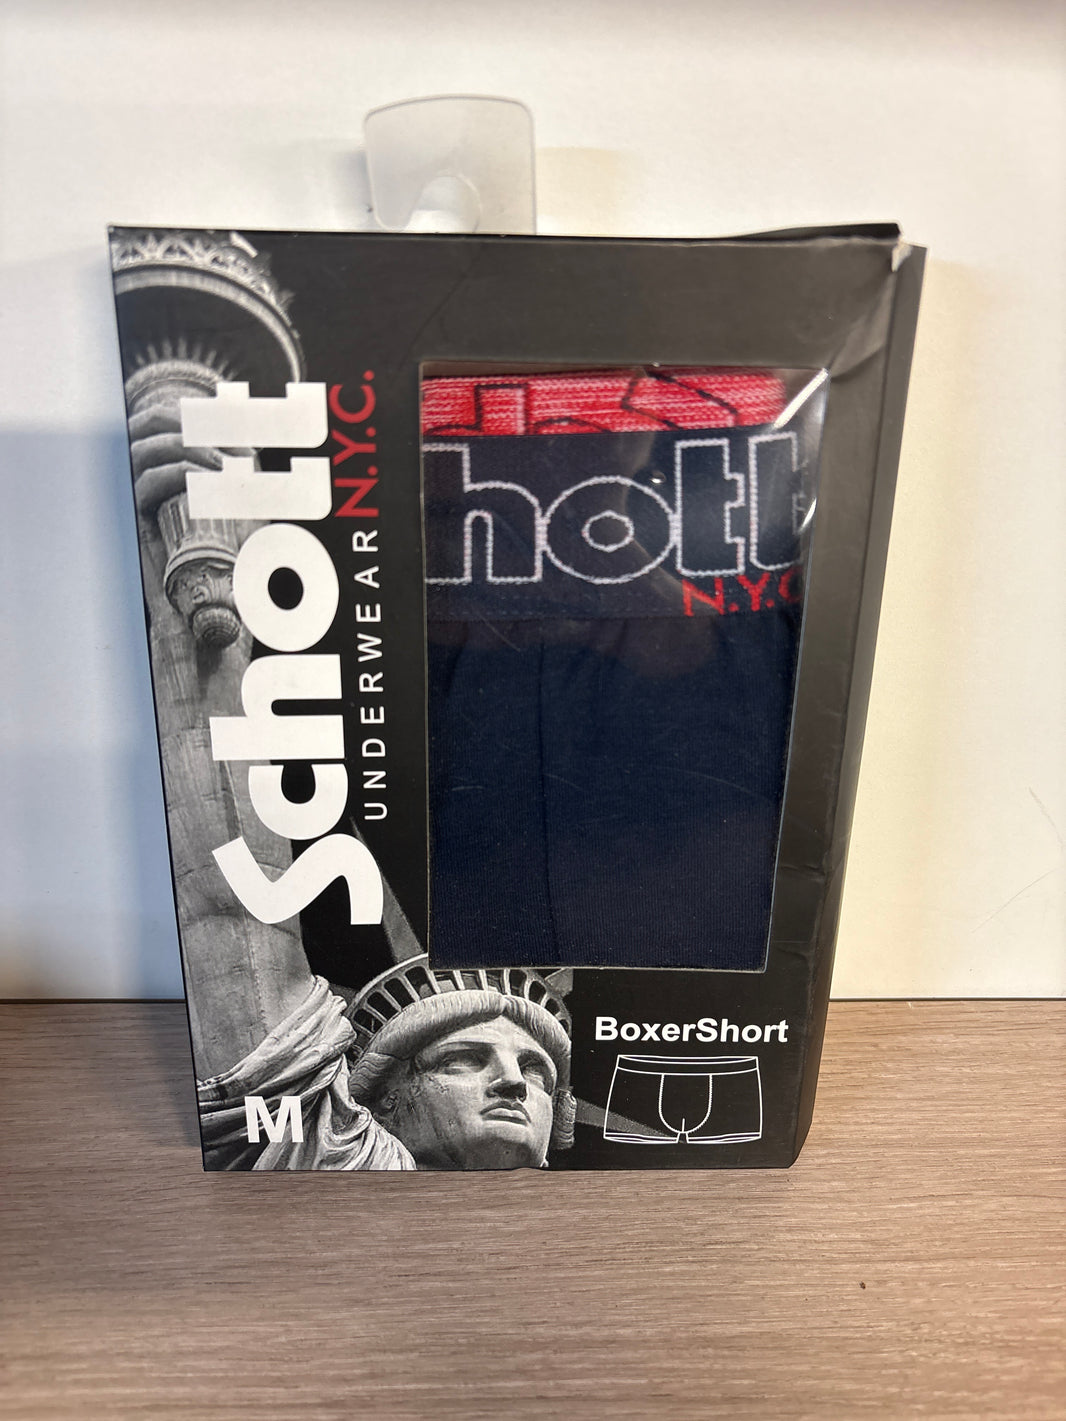 Schott
N.Y.C.
UNDERWEAR
hott
N.Y.C
BoxerShort
M